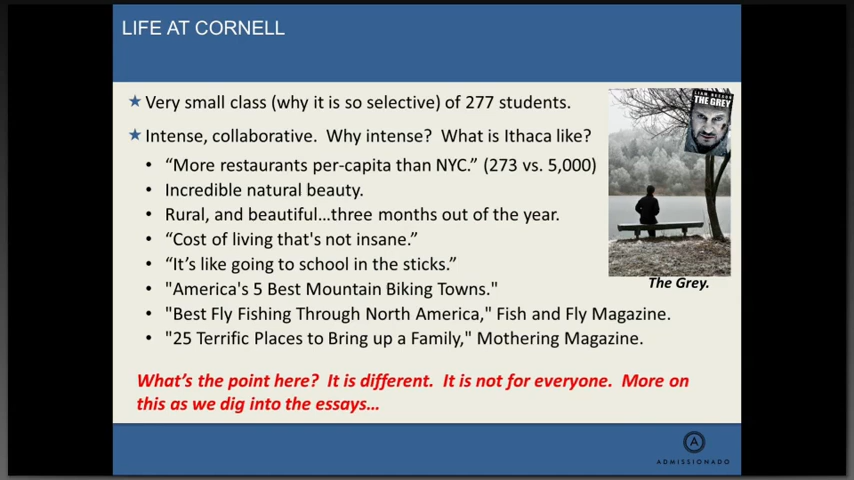 LIFE AT CORNELL
Very small class (why it is so selective) of 277 students.
Intense, collaborative. Why intense? What is Ithaca like?
• “More restaurants per-capita than NYC.” (273 vs. 5,000)
• Incredible natural beauty.
• Rural, and beautiful…three months out of the year.
• “Cost of living that's not insane.”
• “It’s like going to school in the sticks.”
• "America's 5 Best Mountain Biking Towns."
• "Best Fly Fishing Through North America," Fish and Fly Magazine.
• "25 Terrific Places to Bring up a Family," Mothering Magazine.
LIAM NEESON
THE GREY
The Grey.
What’s the point here? It is different. It is not for everyone. More on
this as we dig into the essays…
A
ADMISSIONADO